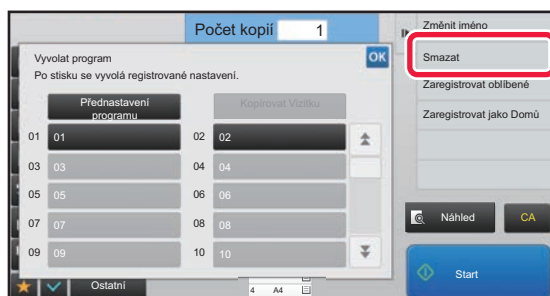 Počet kopií 1
Vyvolat program
OK
Po stisku se vyvolá registrované nastavení.
Přednastavení
programu
Kopírovat Vizitku
01 01
02 02
03 03
04 04
05 05
06 06
07 07
08 08
09 09
10 10
Ostatní
4 A4
Změnit iméno
Smazat
Zaregistrovat oblíbené
Zaregistrovat jako Domů
Náhled
CA
Start